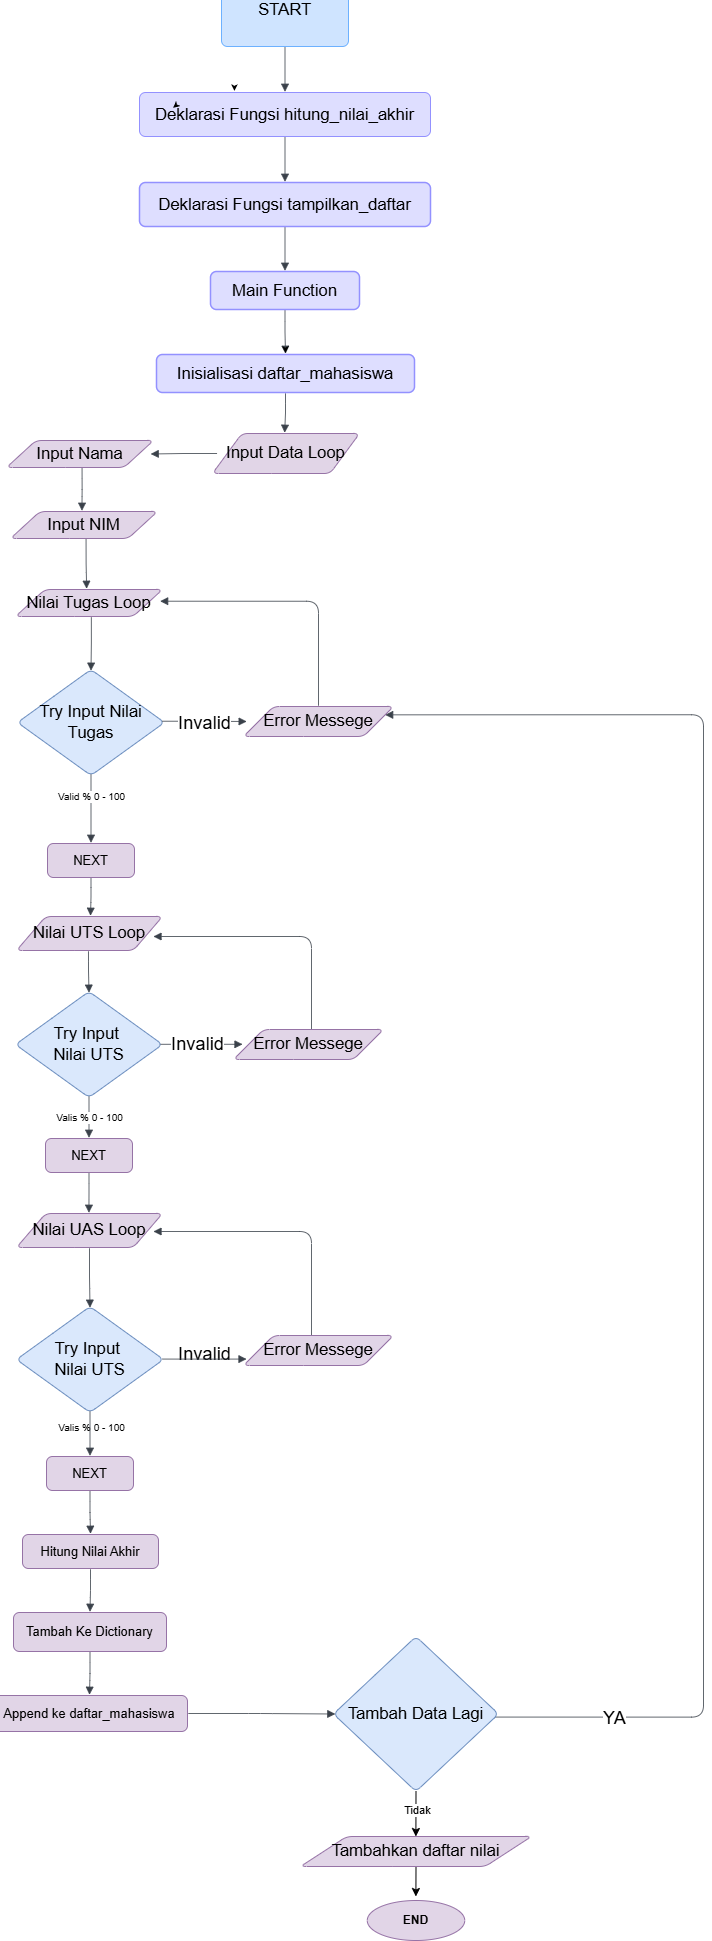 START
Deklarasi Fungsi hitung_nilai_akhir
Deklarasi Fungsi tampilkan_daftar
Main Function
Inisialisasi daftar_mahasiswa
Input Data Loop
Input Nama
Input NIM
Nilai Tugas Loop
Try Input Nilai
Tugas
Invalid
Error Messege
Valid % 0 - 100
NEXT
Nilai UTS Loop
Try Input
Nilai UTS
Invalid
Error Messege
Valis % 0 - 100
NEXT
Nilai UAS Loop
Try Input
Nilai UTS
Invalid
Error Messege
Valis % 0 - 100
NEXT
Hitung Nilai Akhir
Tambah Ke Dictionary
Append ke daftar_mahasiswa
Tambah Data Lagi
YA
Tidak
Tambahkan daftar nilai
END